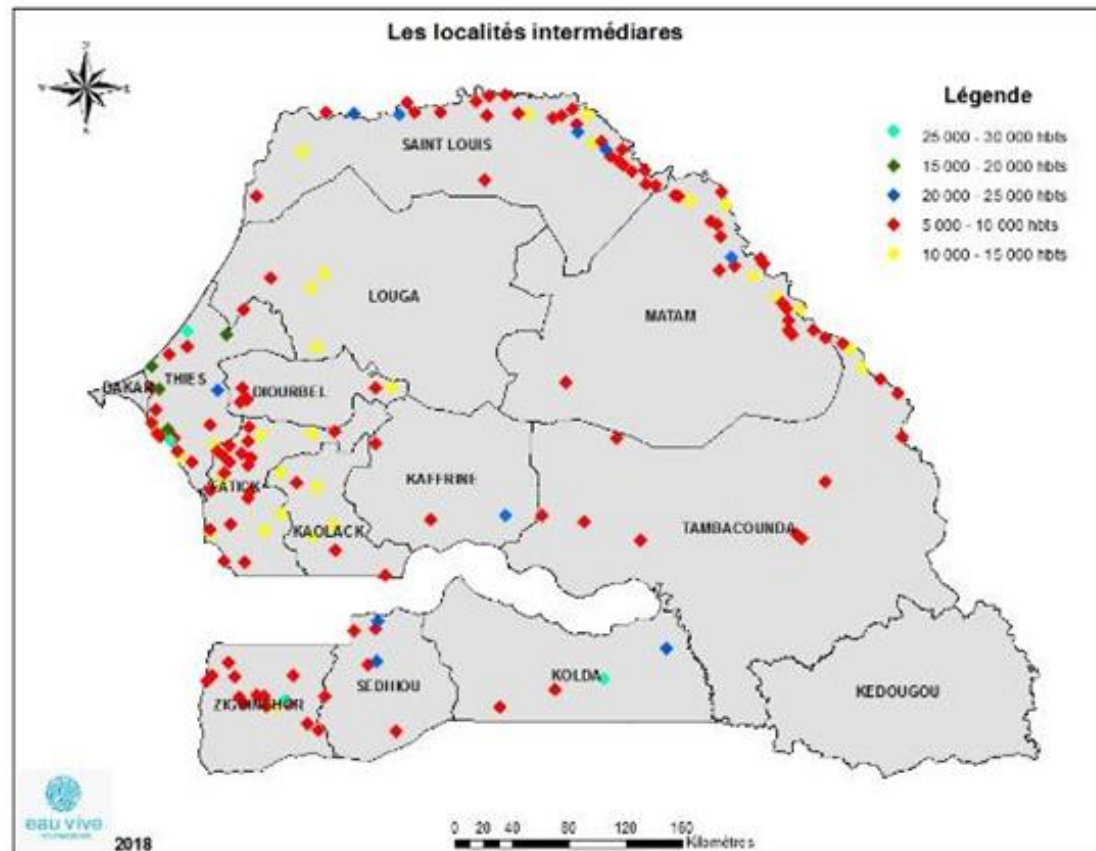 Les localités intermédiares
N
Légende
25 000 - 30 000 hbts
15 000 - 20 000 hbts
20 000 - 25 000 hbts
5 000 - 10 000 hbts
10 000 - 15 000 hbts
SAINT LOUIS
LOUGA
MATAM
DAKAR
THIES
DIOURBEL
FATICK
KAFFRINE
KAOLACK
TAMBACOUNDA
ZIGUINCHOR
SEDHIOU
KOLDA
KEDOUGOU
eau vive
2018
0 20 40 80 120 160
Kilomètres